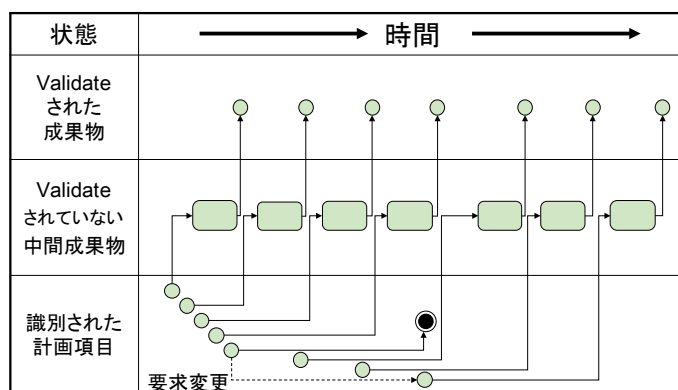 状態
時間
Validate
された
成果物
Validate
されていない
中間成果物
識別された
計画項目
要求変更